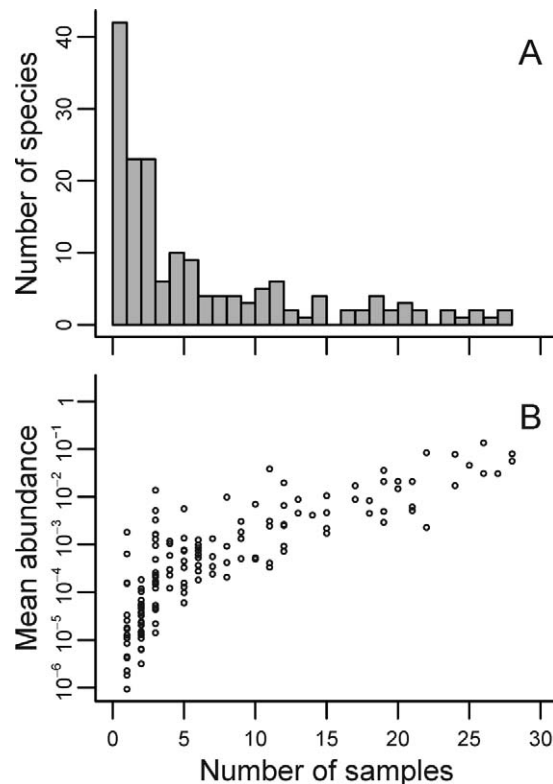 A
Number of species
40
30
20
10
0
B
Mean abundance
1
10⁻¹
10⁻²
10⁻³
10⁻⁴
10⁻⁵
10⁻⁶
0 5 10 15 20 25 30
Number of samples